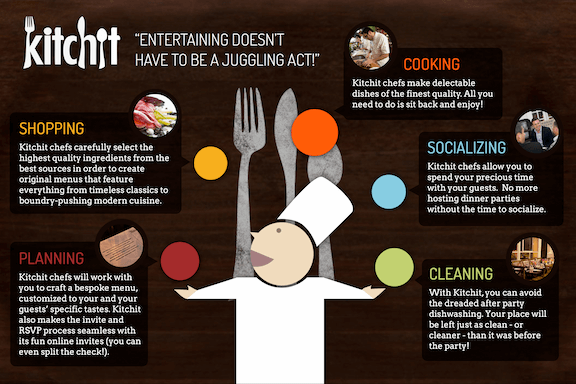 kitchit
“ENTERTAINING DOESN’T
HAVE TO BE A JUGGLING ACT!”
COOKING
Kitchit chefs make delectable
dishes of the finest quality. All you
need to do is sit back and enjoy!
SHOPPING
Kitchit chefs carefully select the
highest quality ingredients from the
best sources in order to create
original menus that feature
everything from timeless classics to
boundry-pushing modern cuisine.
SOCIALIZING
Kitchit chefs allow you to
spend your precious time
with your guests. No more
hosting dinner parties
without the time to socialize.
PLANNING
Kitchit chefs will work with
you to craft a bespoke menu,
customized to your and your
guests’ specific tastes. Kitchit
also makes the invite and
RSVP process seamless with
its fun online invites (you can
even split the check!).
CLEANING
With Kitchit, you can avoid
the dreaded after party
dishwashing. Your place will
be left just as clean - or
cleaner - than it was before
the party!